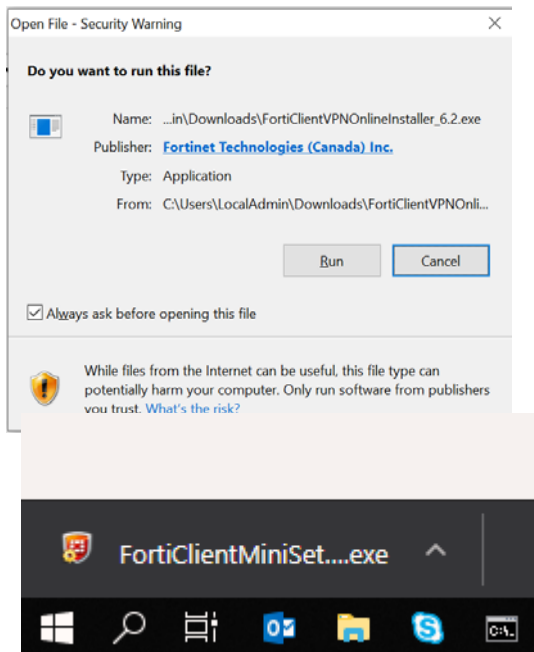 Open File - Security Warning
Do you want to run this file?
Name: ...in\Downloads\FortiClientVPNOnlineInstaller_6.2.exe
Publisher: Fortinet Technologies (Canada) Inc.
Type: Application
From: C:\Users\LocalAdmin\Downloads\FortiClientVPNOnli...
Run Cancel
Always ask before opening this file
While files from the Internet can be useful, this file type can
potentially harm your computer. Only run software from publishers
you trust. What's the risk?
FortiClientMiniSet....exe
C:\_